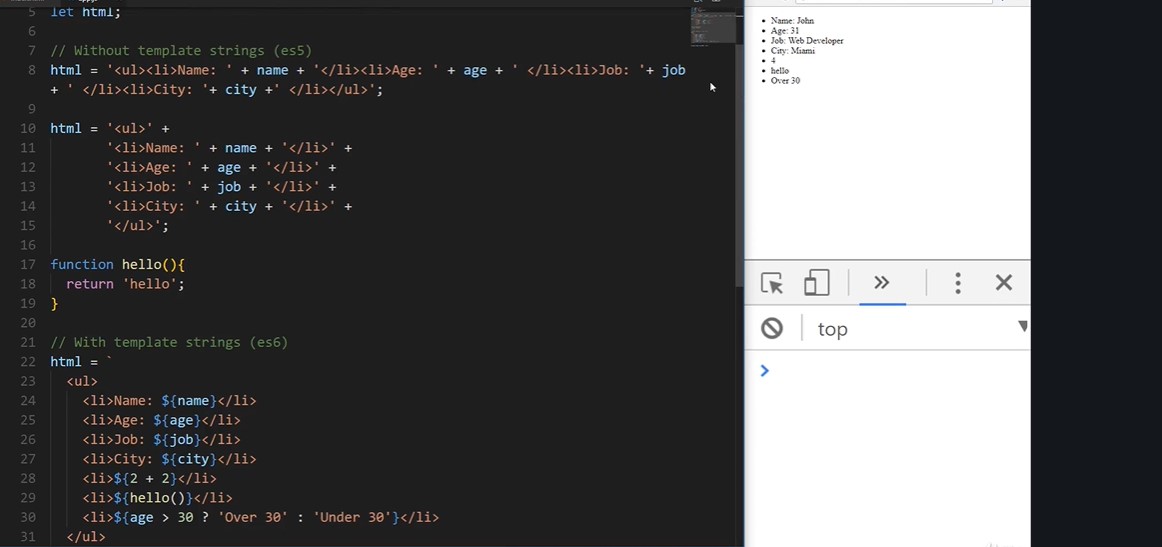 5 let html;
6
7 // Without template strings (es5)
8 html = '<ul><li>Name: ' + name + '</li><li>Age: ' + age + ' </li><li>Job: '+ job
+ ' </li><li>City: '+ city +' </li></ul>';
9
10 html = '<ul>' +
11 '<li>Name: ' + name + '</li>' +
12 '<li>Age: ' + age + '</li>' +
13 '<li>Job: ' + job + '</li>' +
14 '<li>City: ' + city + '</li>' +
15 '</ul>';
16
17 function hello(){
18 return 'hello';
19 }
20
21 // With template strings (es6)
22 html = `
23 <ul>
24 <li>Name: ${name}</li>
25 <li>Age: ${age}</li>
26 <li>Job: ${job}</li>
27 <li>City: ${city}</li>
28 <li>${2 + 2}</li>
29 <li>${hello()}</li>
30 <li>${age > 30 ? 'Over 30' : 'Under 30'}</li>
31 </ul>
Name: John
Age: 31
Job: Web Developer
City: Miami
4
hello
Over 30
top